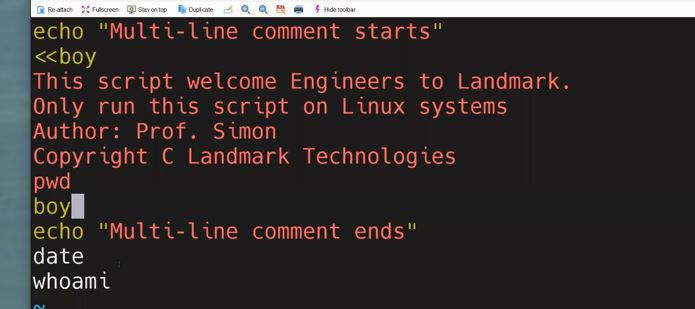 Re-attach Fullscreen Stay on top Duplicate Hide toolbar
echo "Multi-line comment starts"
<<boy
This script welcome Engineers to Landmark.
Only run this script on Linux systems
Author: Prof. Simon
Copyright C Landmark Technologies
pwd
boy
echo "Multi-line comment ends"
date
whoami
~